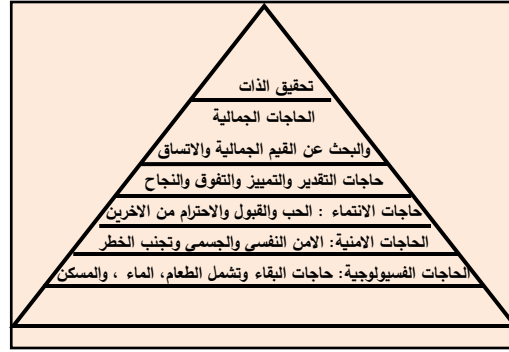 تحقيق الذات
الحاجات الجمالية
والبحث عن القيم الجمالية والاتساق
حاجات التقدير والتمييز والتفوق والنجاح
حاجات الانتماء : الحب والقبول والاحترام من الاخرين
الحاجات الامنية: الامن النفسي والجسمي وتجنب الخطر
الحاجات الفسيولوجية: حاجات البقاء وتشمل الطعام، الماء ، والمسكن